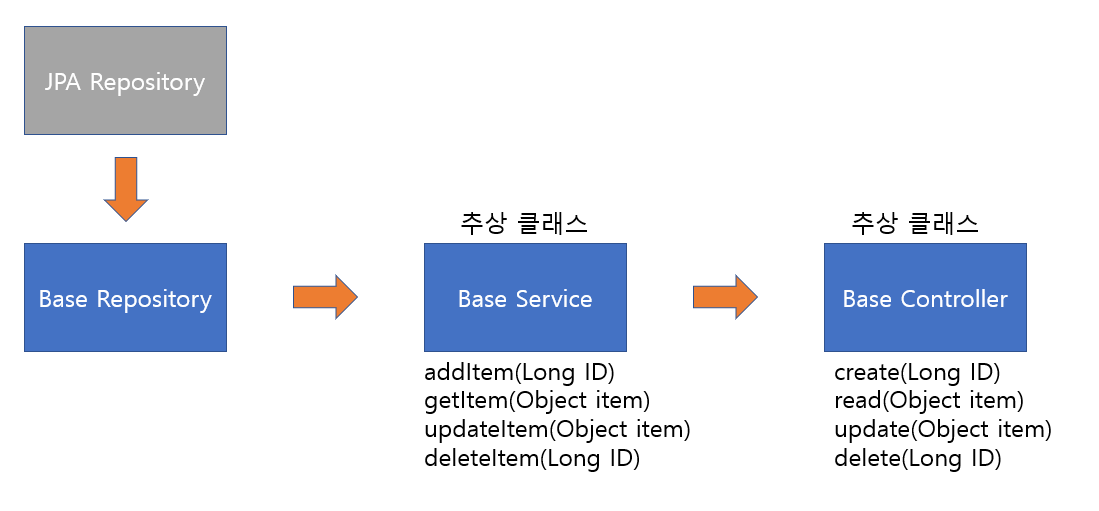 JPA Repository
Base Repository
추상 클래스
Base Service
addItem(Long ID)
getItem(Object item)
updateItem(Object item)
deleteItem(Long ID)
추상 클래스
Base Controller
create(Long ID)
read(Object item)
update(Object item)
delete(Long ID)